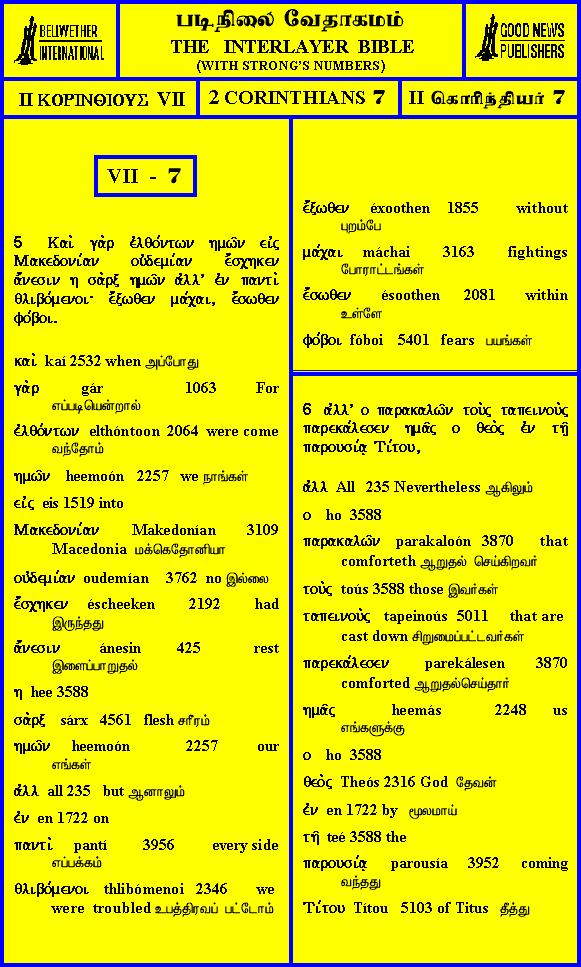 BELIWETHER
INTERNATIONAL
படிநிலை வேதாகமம்
THE INTERLAYER BIBLE
(WITH STRONG'S NUMBERS)
GOOD NEWS
PUBLISHERS
II ΚΟΡΙΝΘΙΟΥΣ VII
2 CORINTHIANS 7
II கொரிந்தியர் 7
VII - 7
5 Καὶ γὰρ ἐλθόντων ημῶν εἰς
Μακεδονίαν οὐδεμίαν ἔσχηκεν
ἄνεσιν η σὰρξ ημῶν ἀλλ' ἐν παντὶ
θλιβόμενοι· ἔξωθεν μάχαι, ἔσωθεν
φόβοι.
καὶ kaí 2532 when அப்போது
γὰρ gár 1063 For
எப்படியென்றால்
ἐλθόντων elthóntoon 2064 were come
வந்தோம்
ημῶν heemoón 2257 we நாங்கள்
εἰς eis 1519 into
Μακεδονίαν Makedonían 3109
Macedonia மக்கெதோனியா
οὐδεμίαν oudemían 3762 no இல்லை
ἔσχηκεν éscheeken 2192 had
இருந்தது
ἄνεσιν ánesin 425 rest
இளைப்பாறுதல்
η hee 3588
σὰρξ sárx 4561 flesh சரீரம்
ημῶν heemoón 2257 our
எங்கள்
ἀλλ all 235 but ஆனாலும்
ἐν en 1722 on
παντὶ pantí 3956 every side
எப்பக்கம்
θλιβόμενοι thlibómenoi 2346 we
were troubled உபத்திரவப் பட்டோம்
ἔξωθεν éxoothen 1855 without
புறம்பே
μάχαι máchai 3163 fightings
போராட்டங்கள்
ἔσωθεν ésoothen 2081 within
உள்ளே
φόβοι fóboi 5401 fears பயங்கள்
6 ἀλλ' ο παρακαλῶν τοὺς ταπεινοὺς
παρεκάλεσεν ημᾶς ο θεὸς ἐν τῇ
παρουσίᾳ Τίτου,
ἀλλ All 235 Nevertheless ஆகிலும்
ο ho 3588
παρακαλῶν parakaloón 3870 that
comforteth ஆறுதல் செய்கிறவர்
τοὺς toús 3588 those இவர்கள்
ταπεινοὺς tapeinoús 5011 that are
cast down சிறுமைப்பட்டவர்கள்
παρεκάλεσεν parekálesen 3870
comforted ஆறுதல்செய்தார்
ημᾶς heemás 2248 us
எங்களுக்கு
ο ho 3588
θεὸς Theós 2316 God தேவன்
ἐν en 1722 by மூலமாய்
τῇ teé 3588 the
παρουσίᾳ parousía 3952 coming
வந்தது
Τίτου Títou 5103 of Titus தீத்து